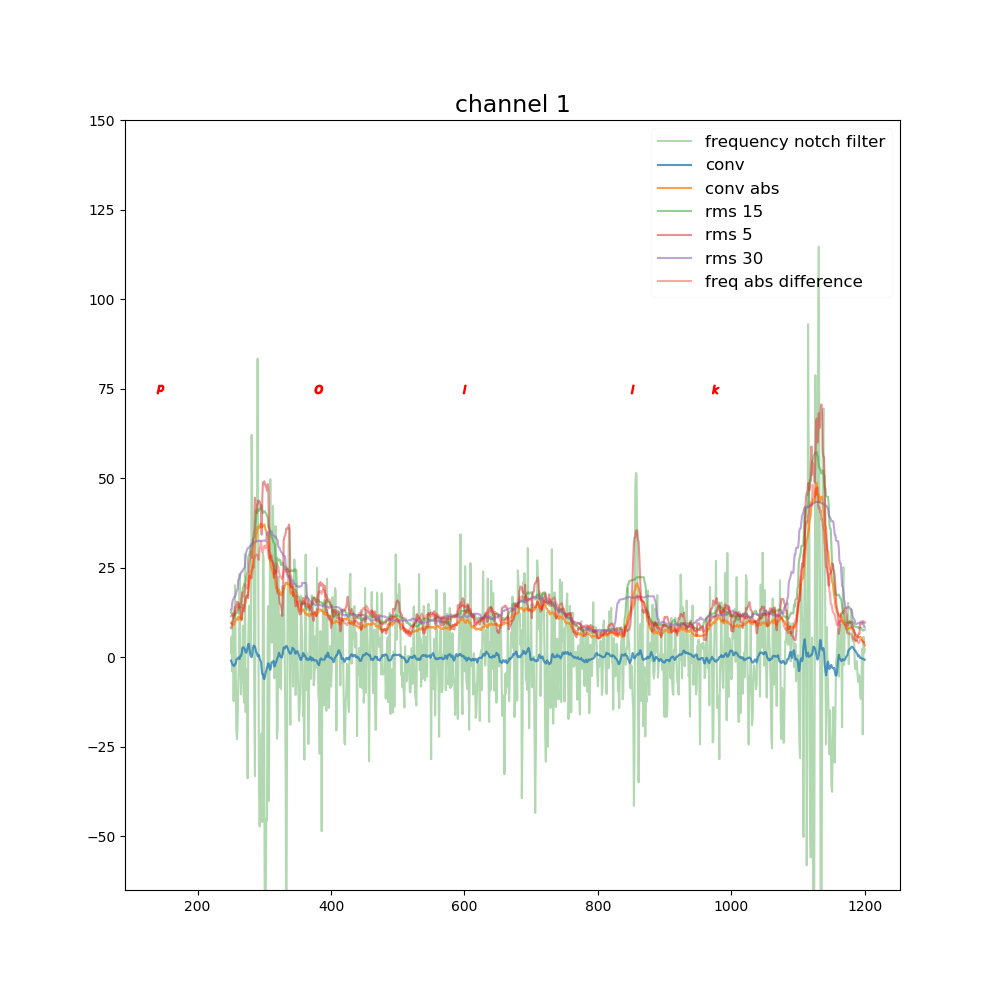 channel 1
150
125
100
75
50
25
0
−25
−50
frequency notch filter
conv
conv abs
rms 15
rms 5
rms 30
freq abs difference
p O l l k
200 400 600 800 1000 1200